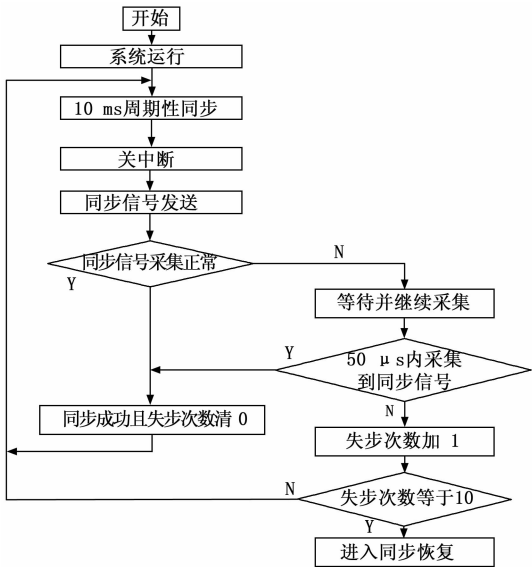 开始
系统运行
10 ms周期性同步
关中断
同步信号发送
同步信号采集正常
N
Y
等待并继续采集
Y
50 μs内采集
到同步信号
N
同步成功且失步次数清 0
失步次数加 1
N
失步次数等于10
Y
进入同步恢复